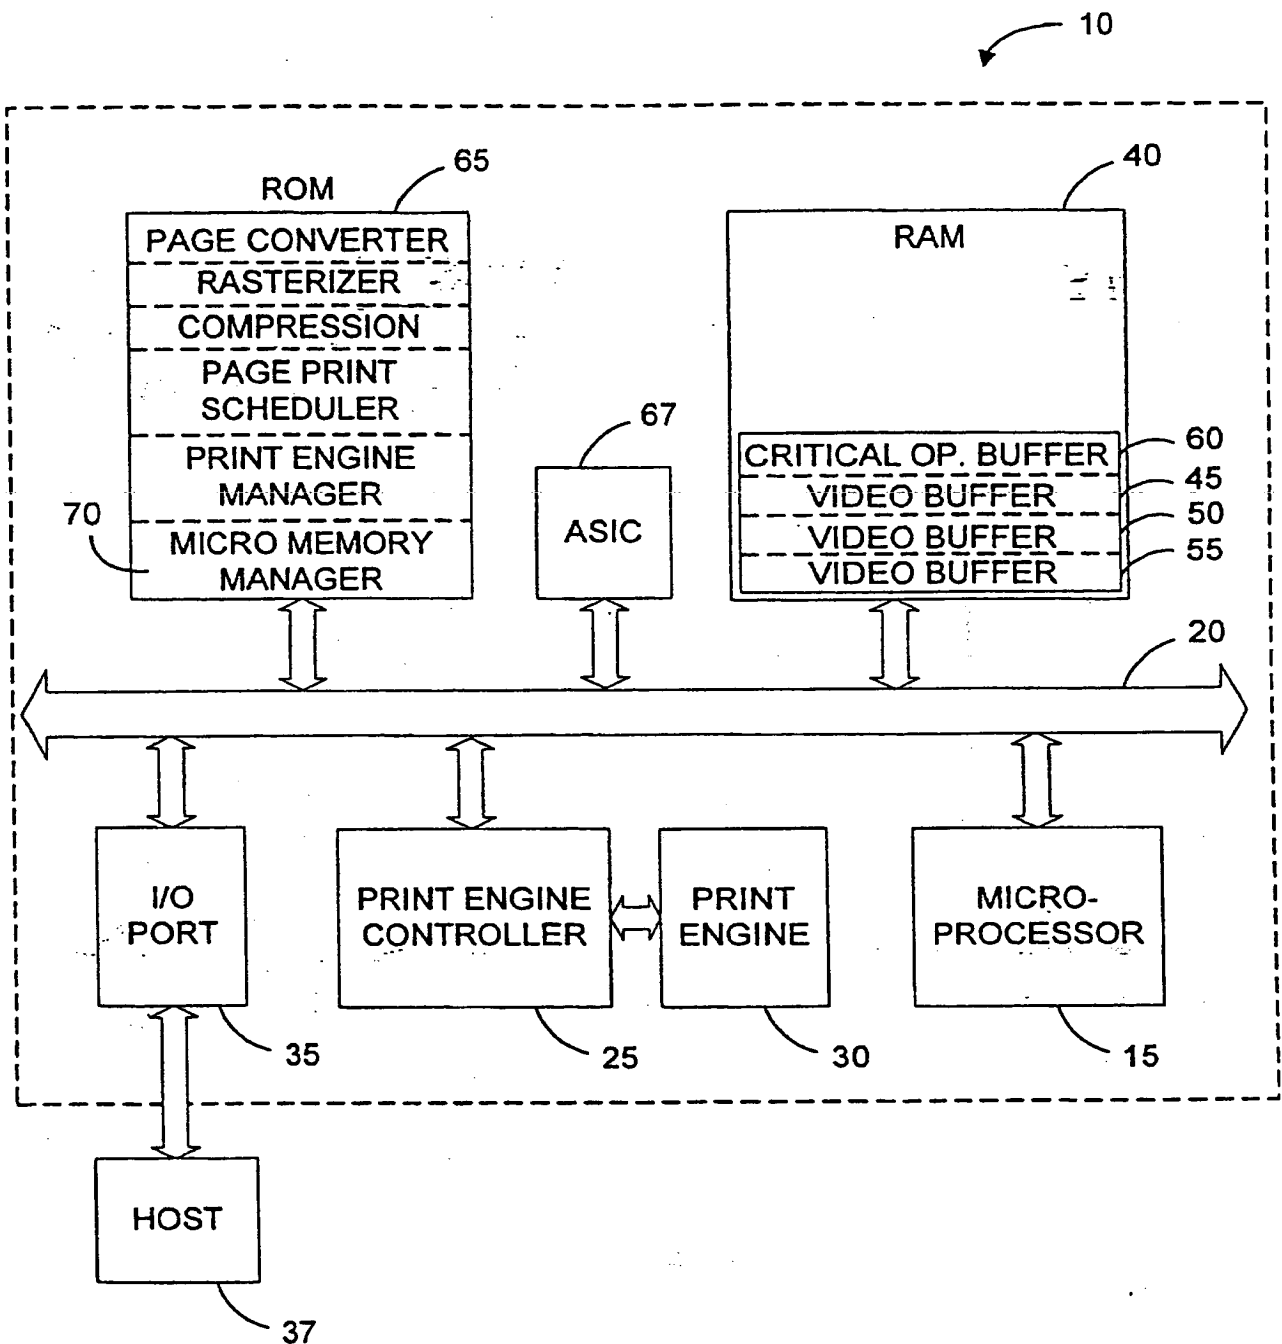 10
ROM
65
PAGE CONVERTER
RASTERIZER
COMPRESSION
PAGE PRINT
SCHEDULER
PRINT ENGINE
MANAGER
70
MICRO MEMORY
MANAGER
67
ASIC
40
RAM
CRITICAL OP. BUFFER
60
VIDEO BUFFER
45
VIDEO BUFFER
50
VIDEO BUFFER
55
20
I/O
PORT
35
PRINT ENGINE
CONTROLLER
25
PRINT
ENGINE
30
MICRO-
PROCESSOR
15
HOST
37